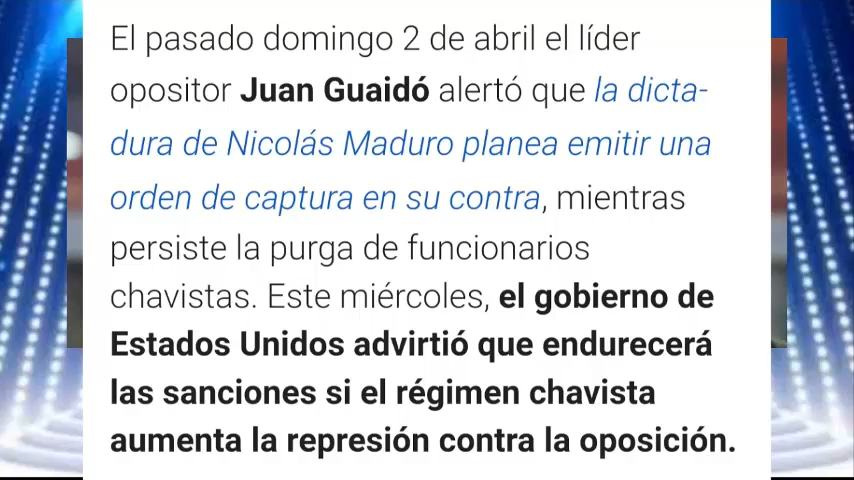 El pasado domingo 2 de abril el líder
opositor Juan Guaidó alertó que la dicta-
dura de Nicolás Maduro planea emitir una
orden de captura en su contra, mientras
persiste la purga de funcionarios
chavistas. Este miércoles, el gobierno de
Estados Unidos advirtió que endurecerá
las sanciones si el régimen chavista
aumenta la represión contra la oposición.